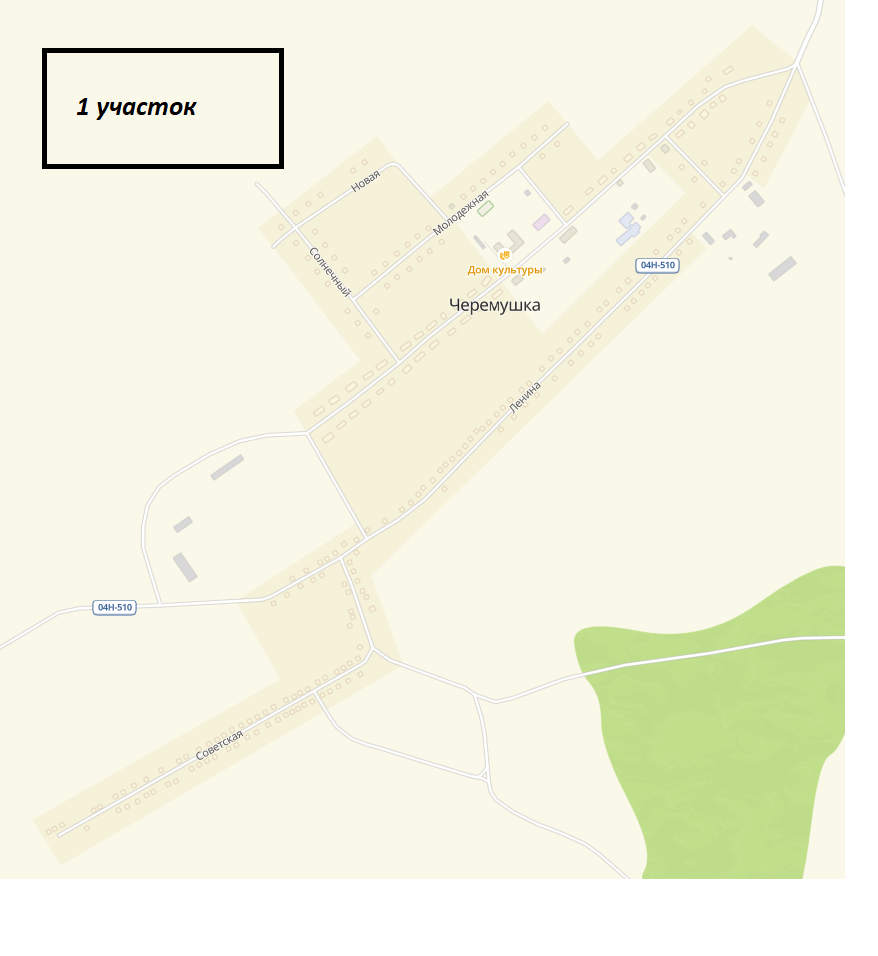 1 участок
Новая
Молодежная
Солнечный
Дом культуры
04Н-510
Черемушка
Ленина
04Н-510
Советская